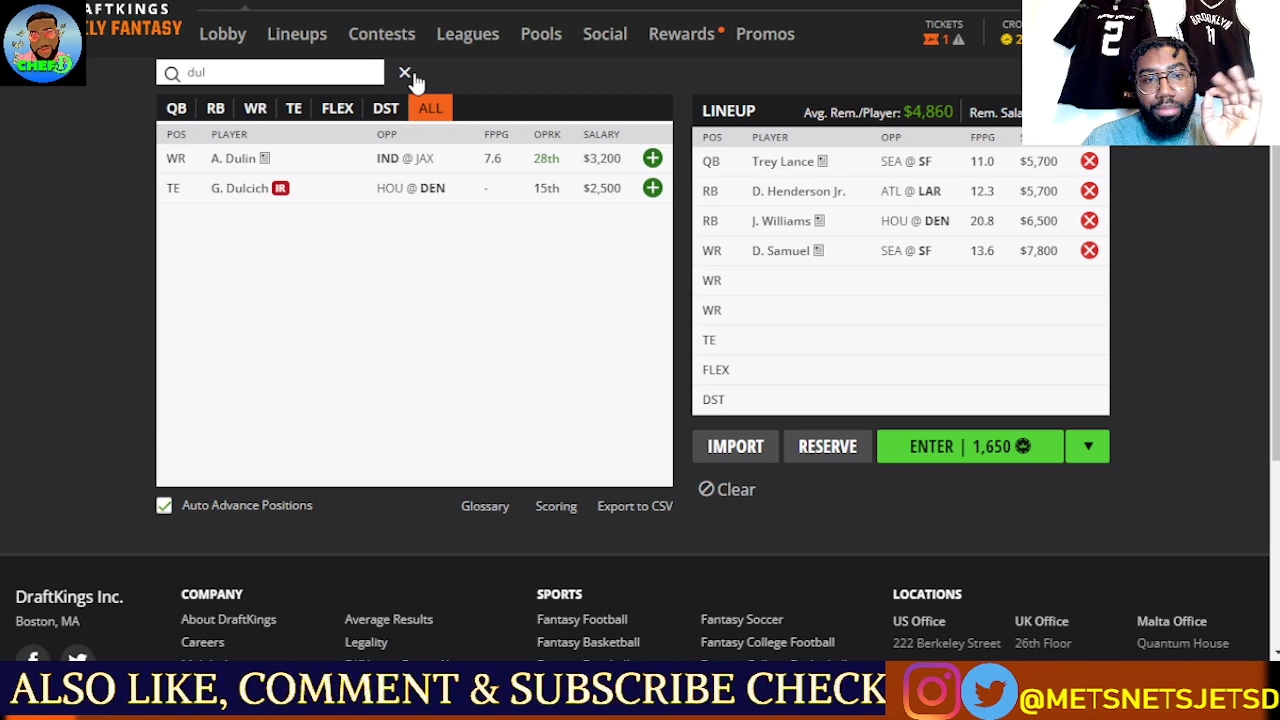 AFTKINGS
LY FANTASY
CHEF
Lobby Lineups Contests Leagues Pools Social Rewards Promos
TICKETS
1
dul
QB RB WR TE FLEX DST ALL
POS PLAYER OPP FPPG OPRK SALARY
WR A. Dulin IND @ JAX 7.6 28th $3,200
TE G. Dulcich IR HOU @ DEN - 15th $2,500
LINEUP Avg. Rem./Player: $4,860 Rem. Sala
POS PLAYER OPP FPPG
QB Trey Lance SEA @ SF 11.0 $5,700
RB D. Henderson Jr. ATL @ LAR 12.3 $5,700
RB J. Williams HOU @ DEN 20.8 $6,500
WR D. Samuel SEA @ SF 13.6 $7,800
WR
WR
TE
FLEX
DST
IMPORT RESERVE ENTER | 1,650
Clear
Auto Advance Positions Glossary Scoring Export to CSV
2
BROOKLYN
11
DraftKings Inc.
Boston, MA
COMPANY
About DraftKings Average Results
Careers Legality
SPORTS
Fantasy Football Fantasy Soccer
Fantasy Basketball Fantasy College Football
LOCATIONS
US Office UK Office Malta Office
222 Berkeley Street 26th Floor Quantum House
ALSO LIKE, COMMENT & SUBSCRIBE CHECK
@METSNETSJETSD